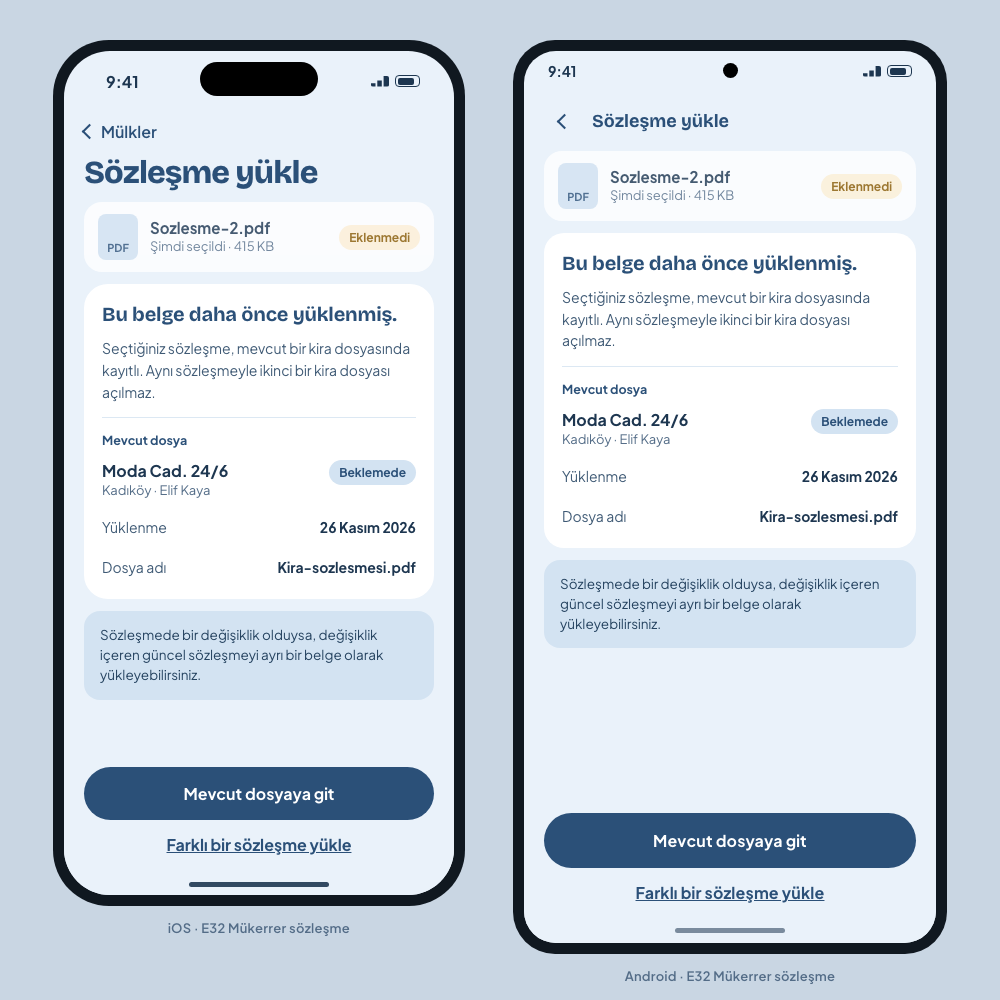 9:41
Mülkler
Sözleşme yükle
PDF
Sozlesme-2.pdf
Şimdi seçildi · 415 KB
Eklenmedi
Bu belge daha önce yüklenmiş.
Seçtiğiniz sözleşme, mevcut bir kira dosyasında
kayıtlı. Aynı sözleşmeyle ikinci bir kira dosyası
açılmaz.
Mevcut dosya
Moda Cad. 24/6
Kadıköy · Elif Kaya
Beklemede
Yüklenme
26 Kasım 2026
Dosya adı
Kira-sozlesmesi.pdf
Sözleşmede bir değişiklik olduysa, değişiklik
içeren güncel sözleşmeyi ayrı bir belge olarak
yükleyebilirsiniz.
Mevcut dosyaya git
Farklı bir sözleşme yükle
iOS · E32 Mükerrer sözleşme
9:41
Sözleşme yükle
PDF
Sozlesme-2.pdf
Şimdi seçildi · 415 KB
Eklenmedi
Bu belge daha önce yüklenmiş.
Seçtiğiniz sözleşme, mevcut bir kira dosyasında
kayıtlı. Aynı sözleşmeyle ikinci bir kira dosyası
açılmaz.
Mevcut dosya
Moda Cad. 24/6
Kadıköy · Elif Kaya
Beklemede
Yüklenme
26 Kasım 2026
Dosya adı
Kira-sozlesmesi.pdf
Sözleşmede bir değişiklik olduysa, değişiklik içeren
güncel sözleşmeyi ayrı bir belge olarak
yükleyebilirsiniz.
Mevcut dosyaya git
Farklı bir sözleşme yükle
Android · E32 Mükerrer sözleşme